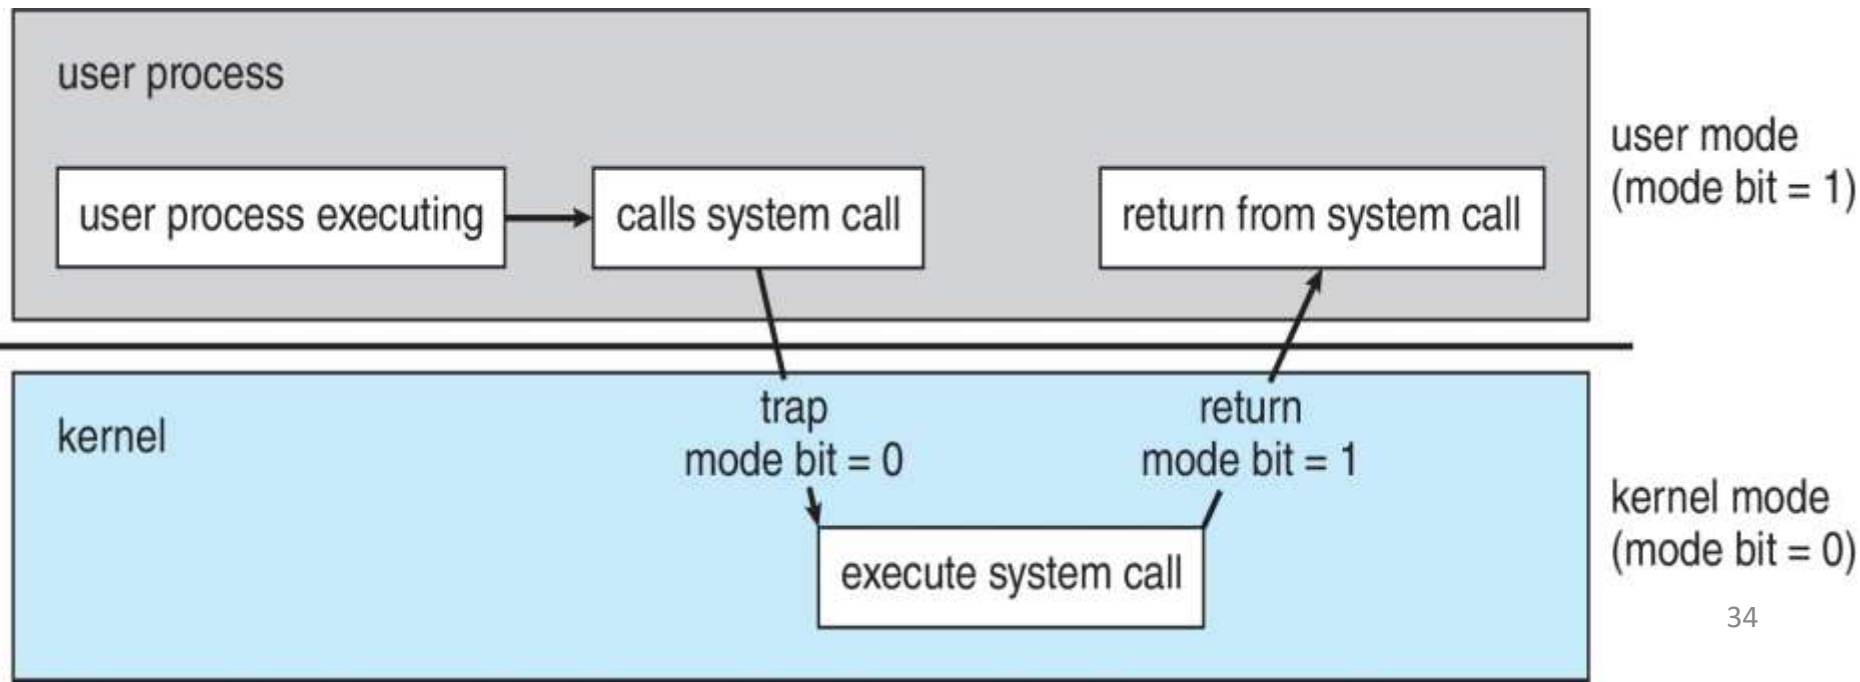 user process
user process executing
calls system call
return from system call
user mode
(mode bit = 1)
kernel
trap
mode bit = 0
return
mode bit = 1
execute system call
kernel mode
(mode bit = 0)
34